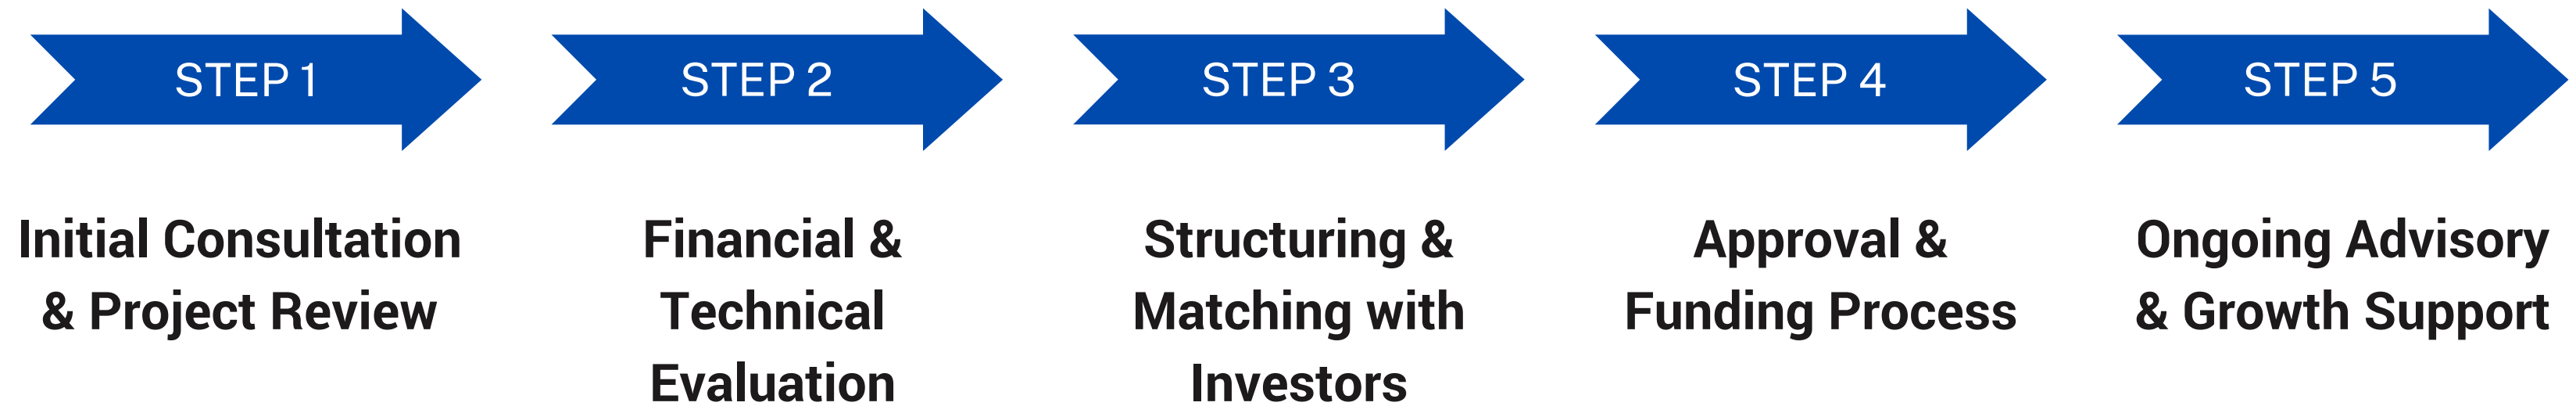 STEP 1
Initial Consultation
& Project Review
STEP 2
Financial &
Technical
Evaluation
STEP 3
Structuring &
Matching with
Investors
STEP 4
Approval &
Funding Process
STEP 5
Ongoing Advisory
& Growth Support